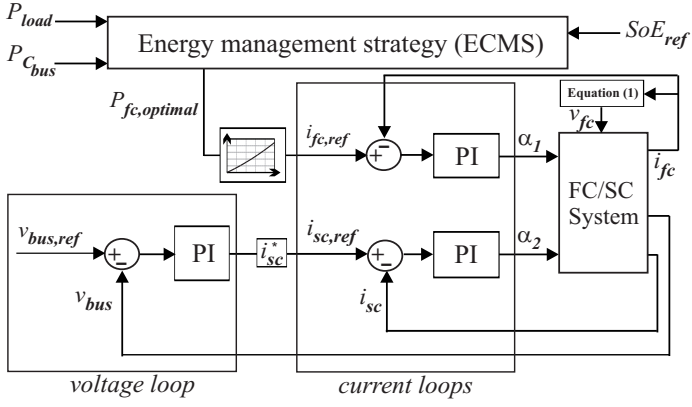 P_load
P_C_bus
Energy management strategy (ECMS)
SoE_ref
P_fc,optimal
Equation (1)
v_fc
i_fc,ref
+
-
PI
α_1
i_fc
FC/SC
System
v_bus,ref
+
-
PI
i_sc^*
i_sc,ref
+
-
PI
α_2
v_bus
i_sc
voltage loop
current loops